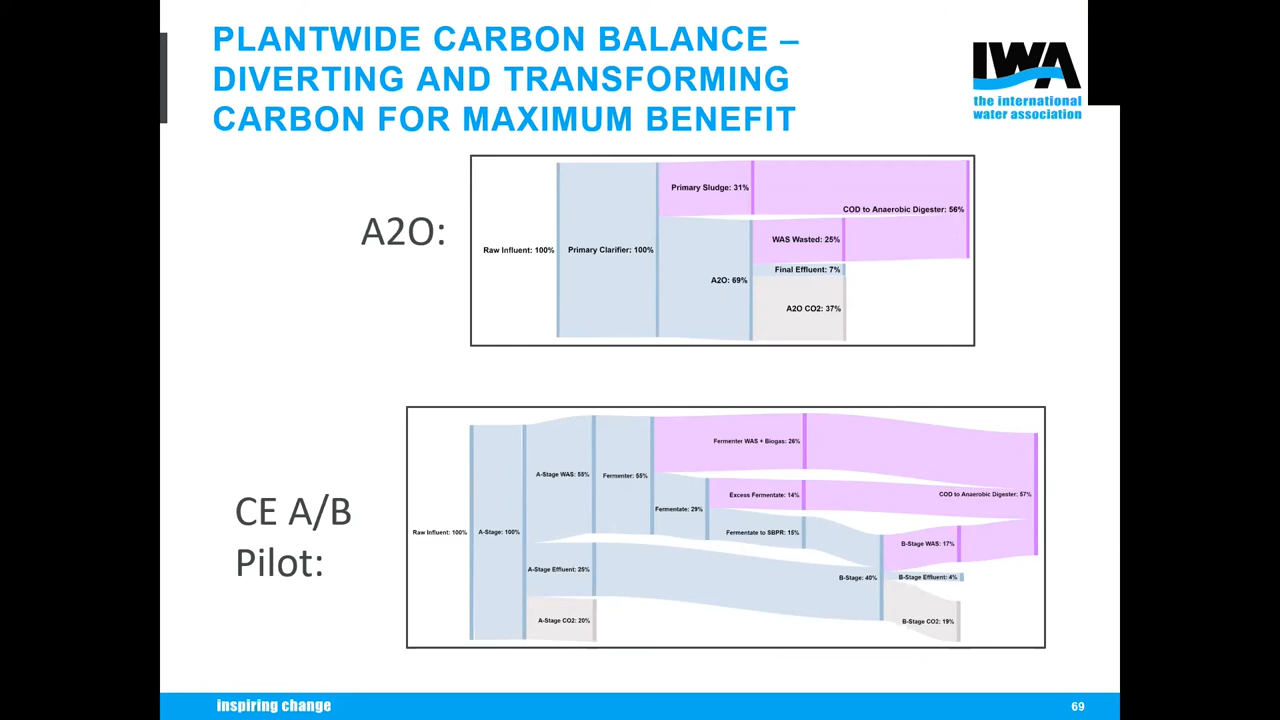 PLANTWIDE CARBON BALANCE –
DIVERTING AND TRANSFORMING
CARBON FOR MAXIMUM BENEFIT
IWA
the international
water association
A2O:
Raw Influent: 100%
Primary Clarifier: 100%
Primary Sludge: 31%
A2O: 69%
WAS Wasted: 25%
Final Effluent: 7%
A2O CO2: 37%
COD to Anaerobic Digester: 56%
CE A/B
Pilot:
Raw Influent: 100%
A-Stage: 100%
A-Stage WAS: 55%
A-Stage Effluent: 25%
A-Stage CO2: 20%
Fermenter: 55%
Fermentate: 29%
Fermenter WAS + Biogas: 26%
Excess Fermentate: 14%
Fermentate to SBPR: 15%
B-Stage: 40%
B-Stage WAS: 17%
B-Stage Effluent: 4%
B-Stage CO2: 19%
COD to Anaerobic Digester: 57%
inspiring change
69